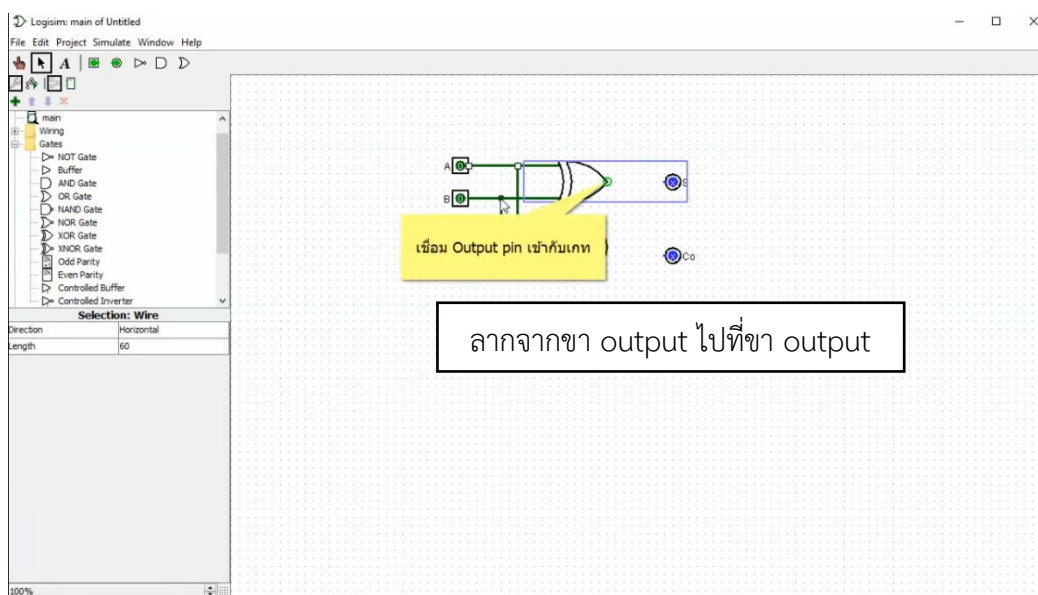 Logisim: main of Untitled
File Edit Project Simulate Window Help
A
main
Wiring
Gates
NOT Gate
Buffer
AND Gate
OR Gate
NAND Gate
NOR Gate
XOR Gate
XNOR Gate
Odd Parity
Even Parity
Controlled Buffer
Controlled Inverter
Selection: Wire
Direction Horizontal
Length 60
100%
A
B
S
เชื่อม Output pin เข้ากับเกท
Co
ลากจากขา output ไปที่ขา output